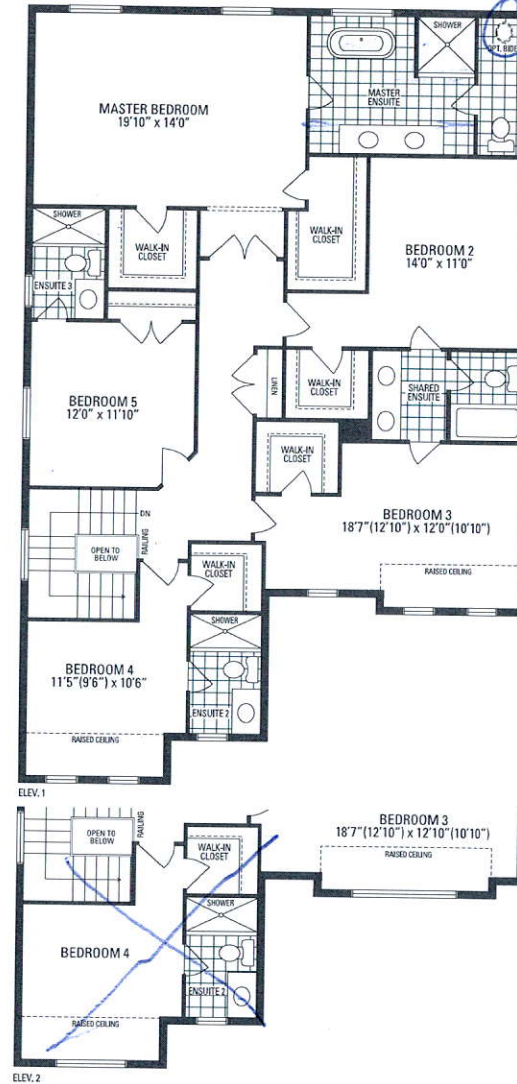 SHOWER
OPT. BIDE
MASTER
ENSUITE
MASTER BEDROOM
19'10" x 14'0"
SHOWER
WALK-IN
CLOSET
WALK-IN
CLOSET
BEDROOM 2
14'0" x 11'0"
ENSUITE 3
BEDROOM 5
12'0" x 11'10"
LINEN
WALK-IN
CLOSET
SHARED
ENSUITE
WALK-IN
CLOSET
BEDROOM 3
18'7"(12'10") x 12'0"(10'10")
RAISED CEILING
DN
RAILING
OPEN TO
BELOW
WALK-IN
CLOSET
SHOWER
BEDROOM 4
11'5"(9'6") x 10'6"
ENSUITE 2
RAISED CEILING
ELEV. 1
OPEN TO
BELOW
RAILING
WALK-IN
CLOSET
BEDROOM 3
18'7"(12'10") x 12'10"(10'10")
RAISED CEILING
SHOWER
BEDROOM 4
ENSUITE 2
RAISED CEILING
ELEV. 2